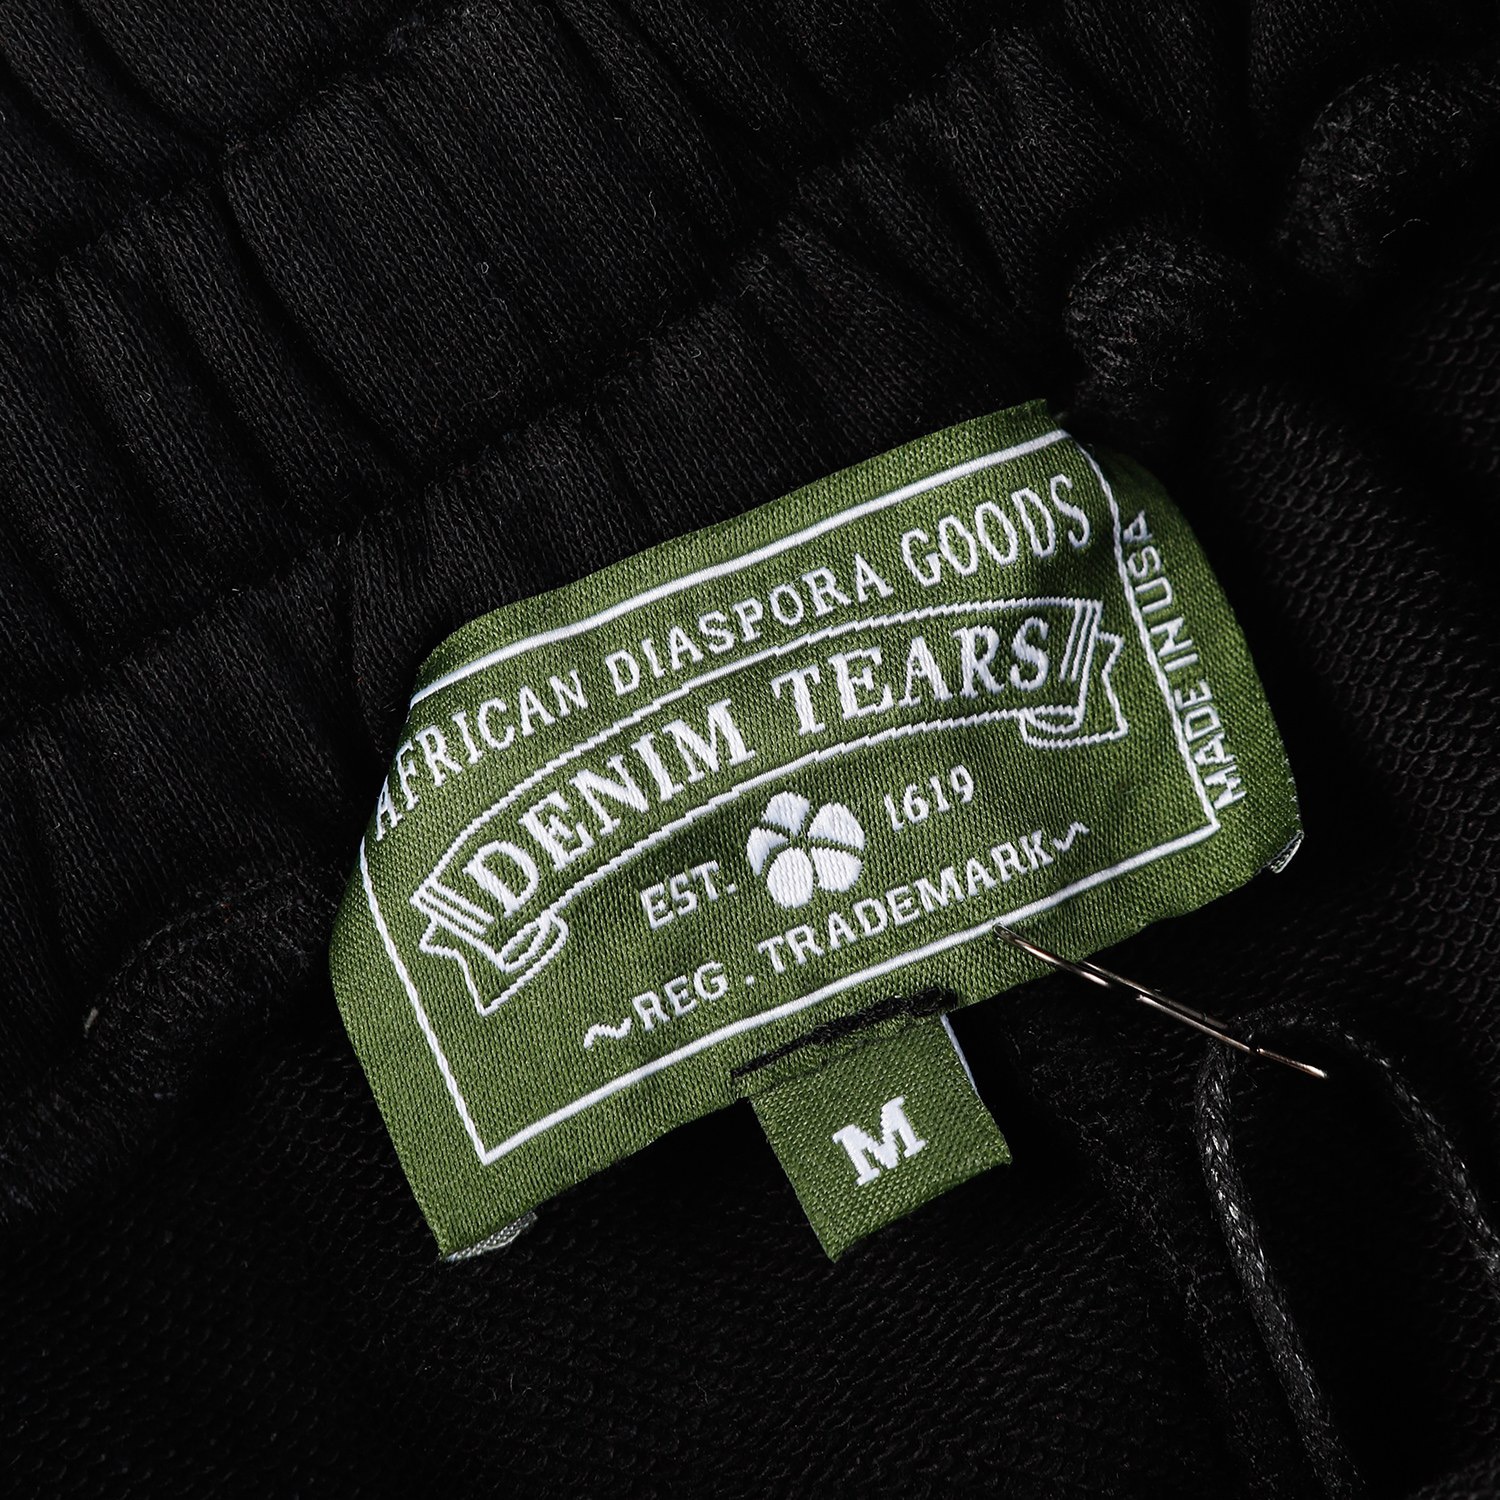 AFRICAN DIASPORA GOODS
DENIM TEARS
EST. 1619
~REG. TRADEMARK~
MADE IN USA
M